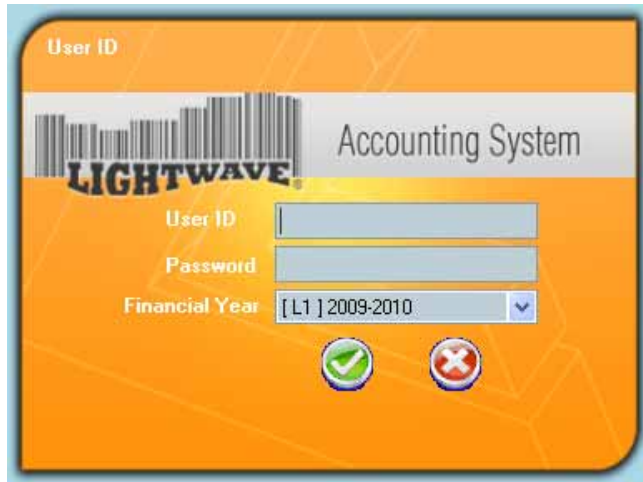 User ID
LIGHTWAVE®
Accounting System
User ID
Password
Financial Year [ L1 ] 2009-2010